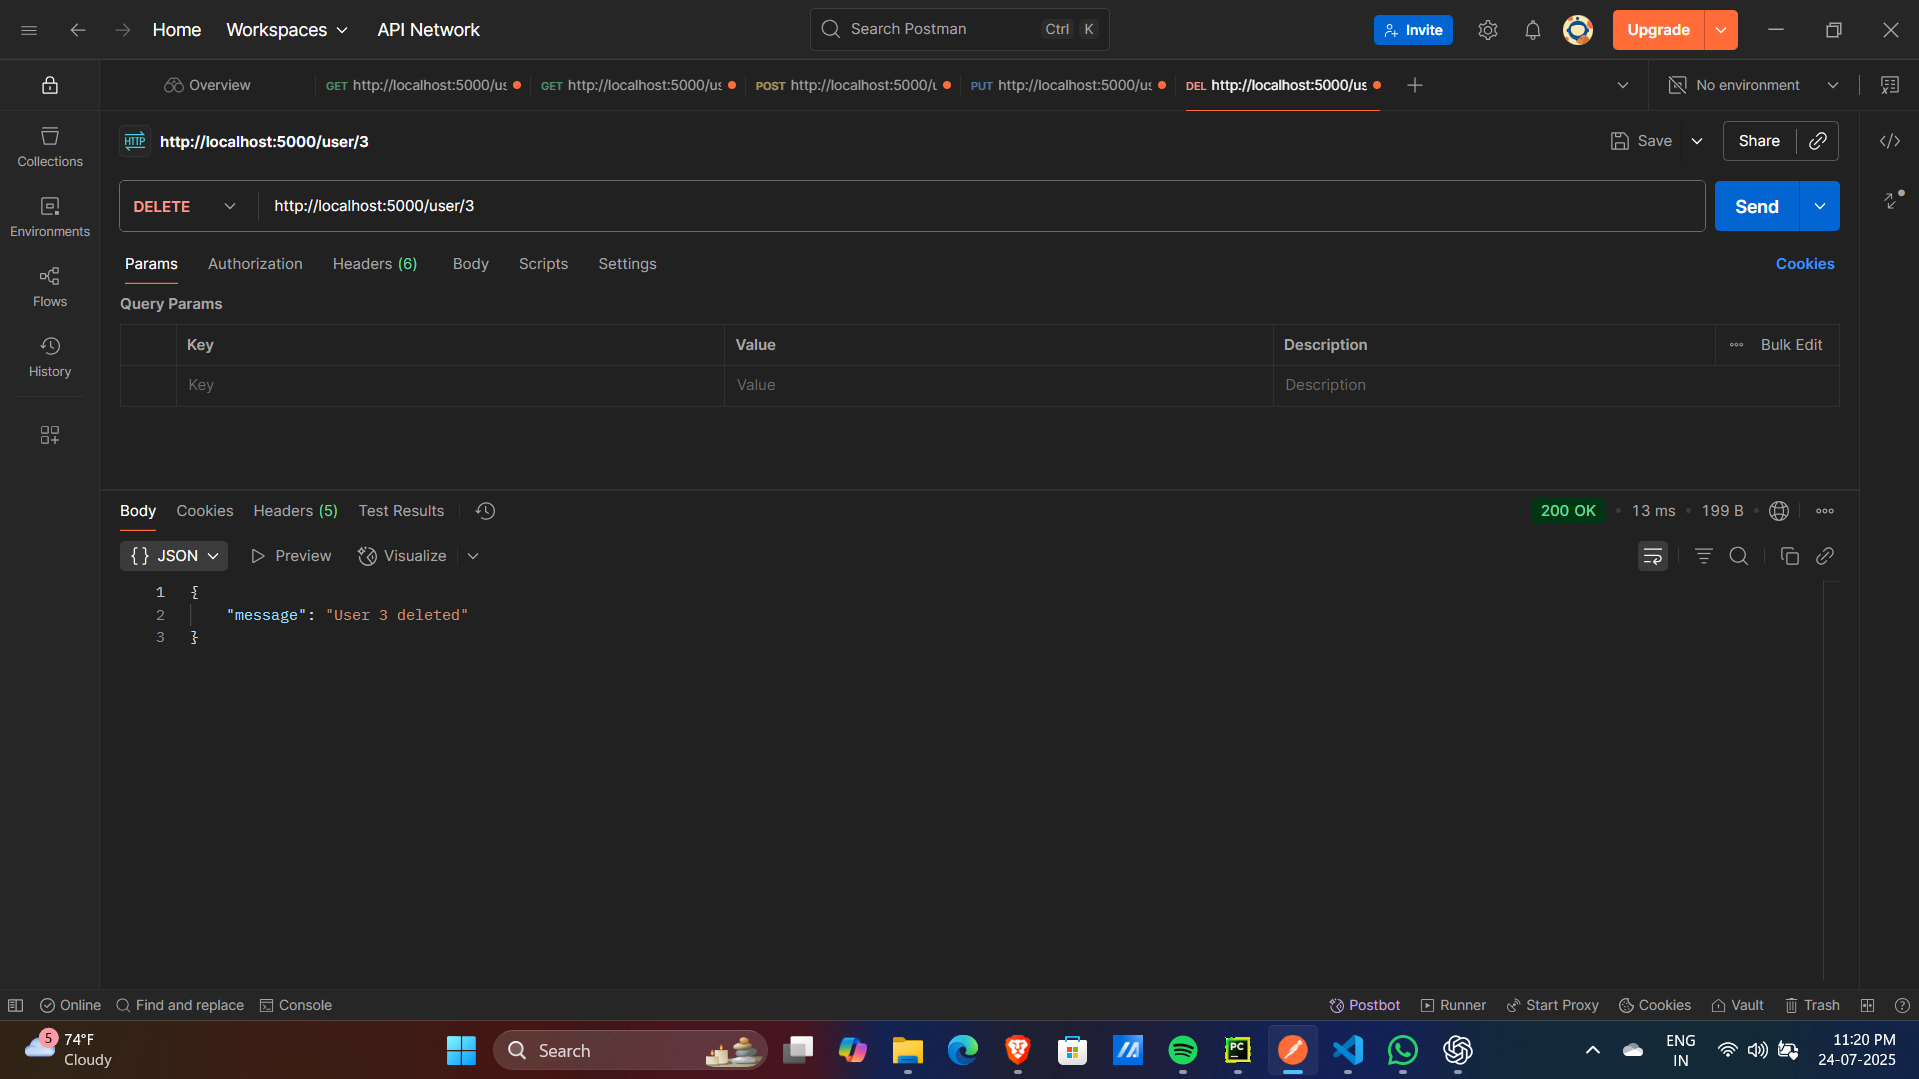 Home Workspaces API Network Search Postman Ctrl K Invite Upgrade
Overview GET http://localhost:5000/us GET http://localhost:5000/us POST http://localhost:5000/u PUT http://localhost:5000/us DEL http://localhost:5000/us No environment
HTTP http://localhost:5000/user/3 Save Share
Collections
DELETE http://localhost:5000/user/3 Send
Environments
Params Authorization Headers (6) Body Scripts Settings Cookies
Flows
Query Params
Key Value Description Bulk Edit
History
Key Value Description
Body Cookies Headers (5) Test Results 200 OK 13 ms 199 B
{} JSON Preview Visualize
1 {
2 "message": "User 3 deleted"
3 }
Online Find and replace Console Postbot Runner Start Proxy Cookies Vault Trash
5 74°F
Cloudy
Search
PC
ENG
IN
11:20 PM
24-07-2025